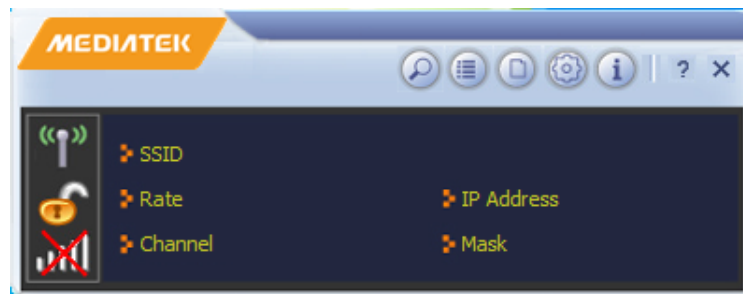 MEDIATEK
i ? ×
SSID
Rate IP Address
Channel Mask